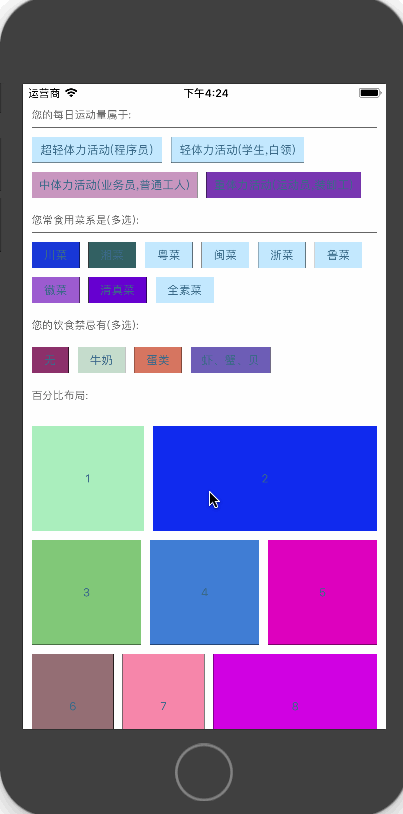 运营商 下午4:24
您的每日运动量属于:
超轻体力活动(程序员) 轻体力活动(学生,白领)
中体力活动(业务员,普通工人)
您常食用菜系是(多选):
川菜 湘菜 粤菜 闽菜 浙菜 鲁菜
徽菜 清真菜 全素菜
您的饮食禁忌有(多选):
无 牛奶 蛋类 虾、蟹、贝
百分比布局:
1 2
3 4 5
6 7 8